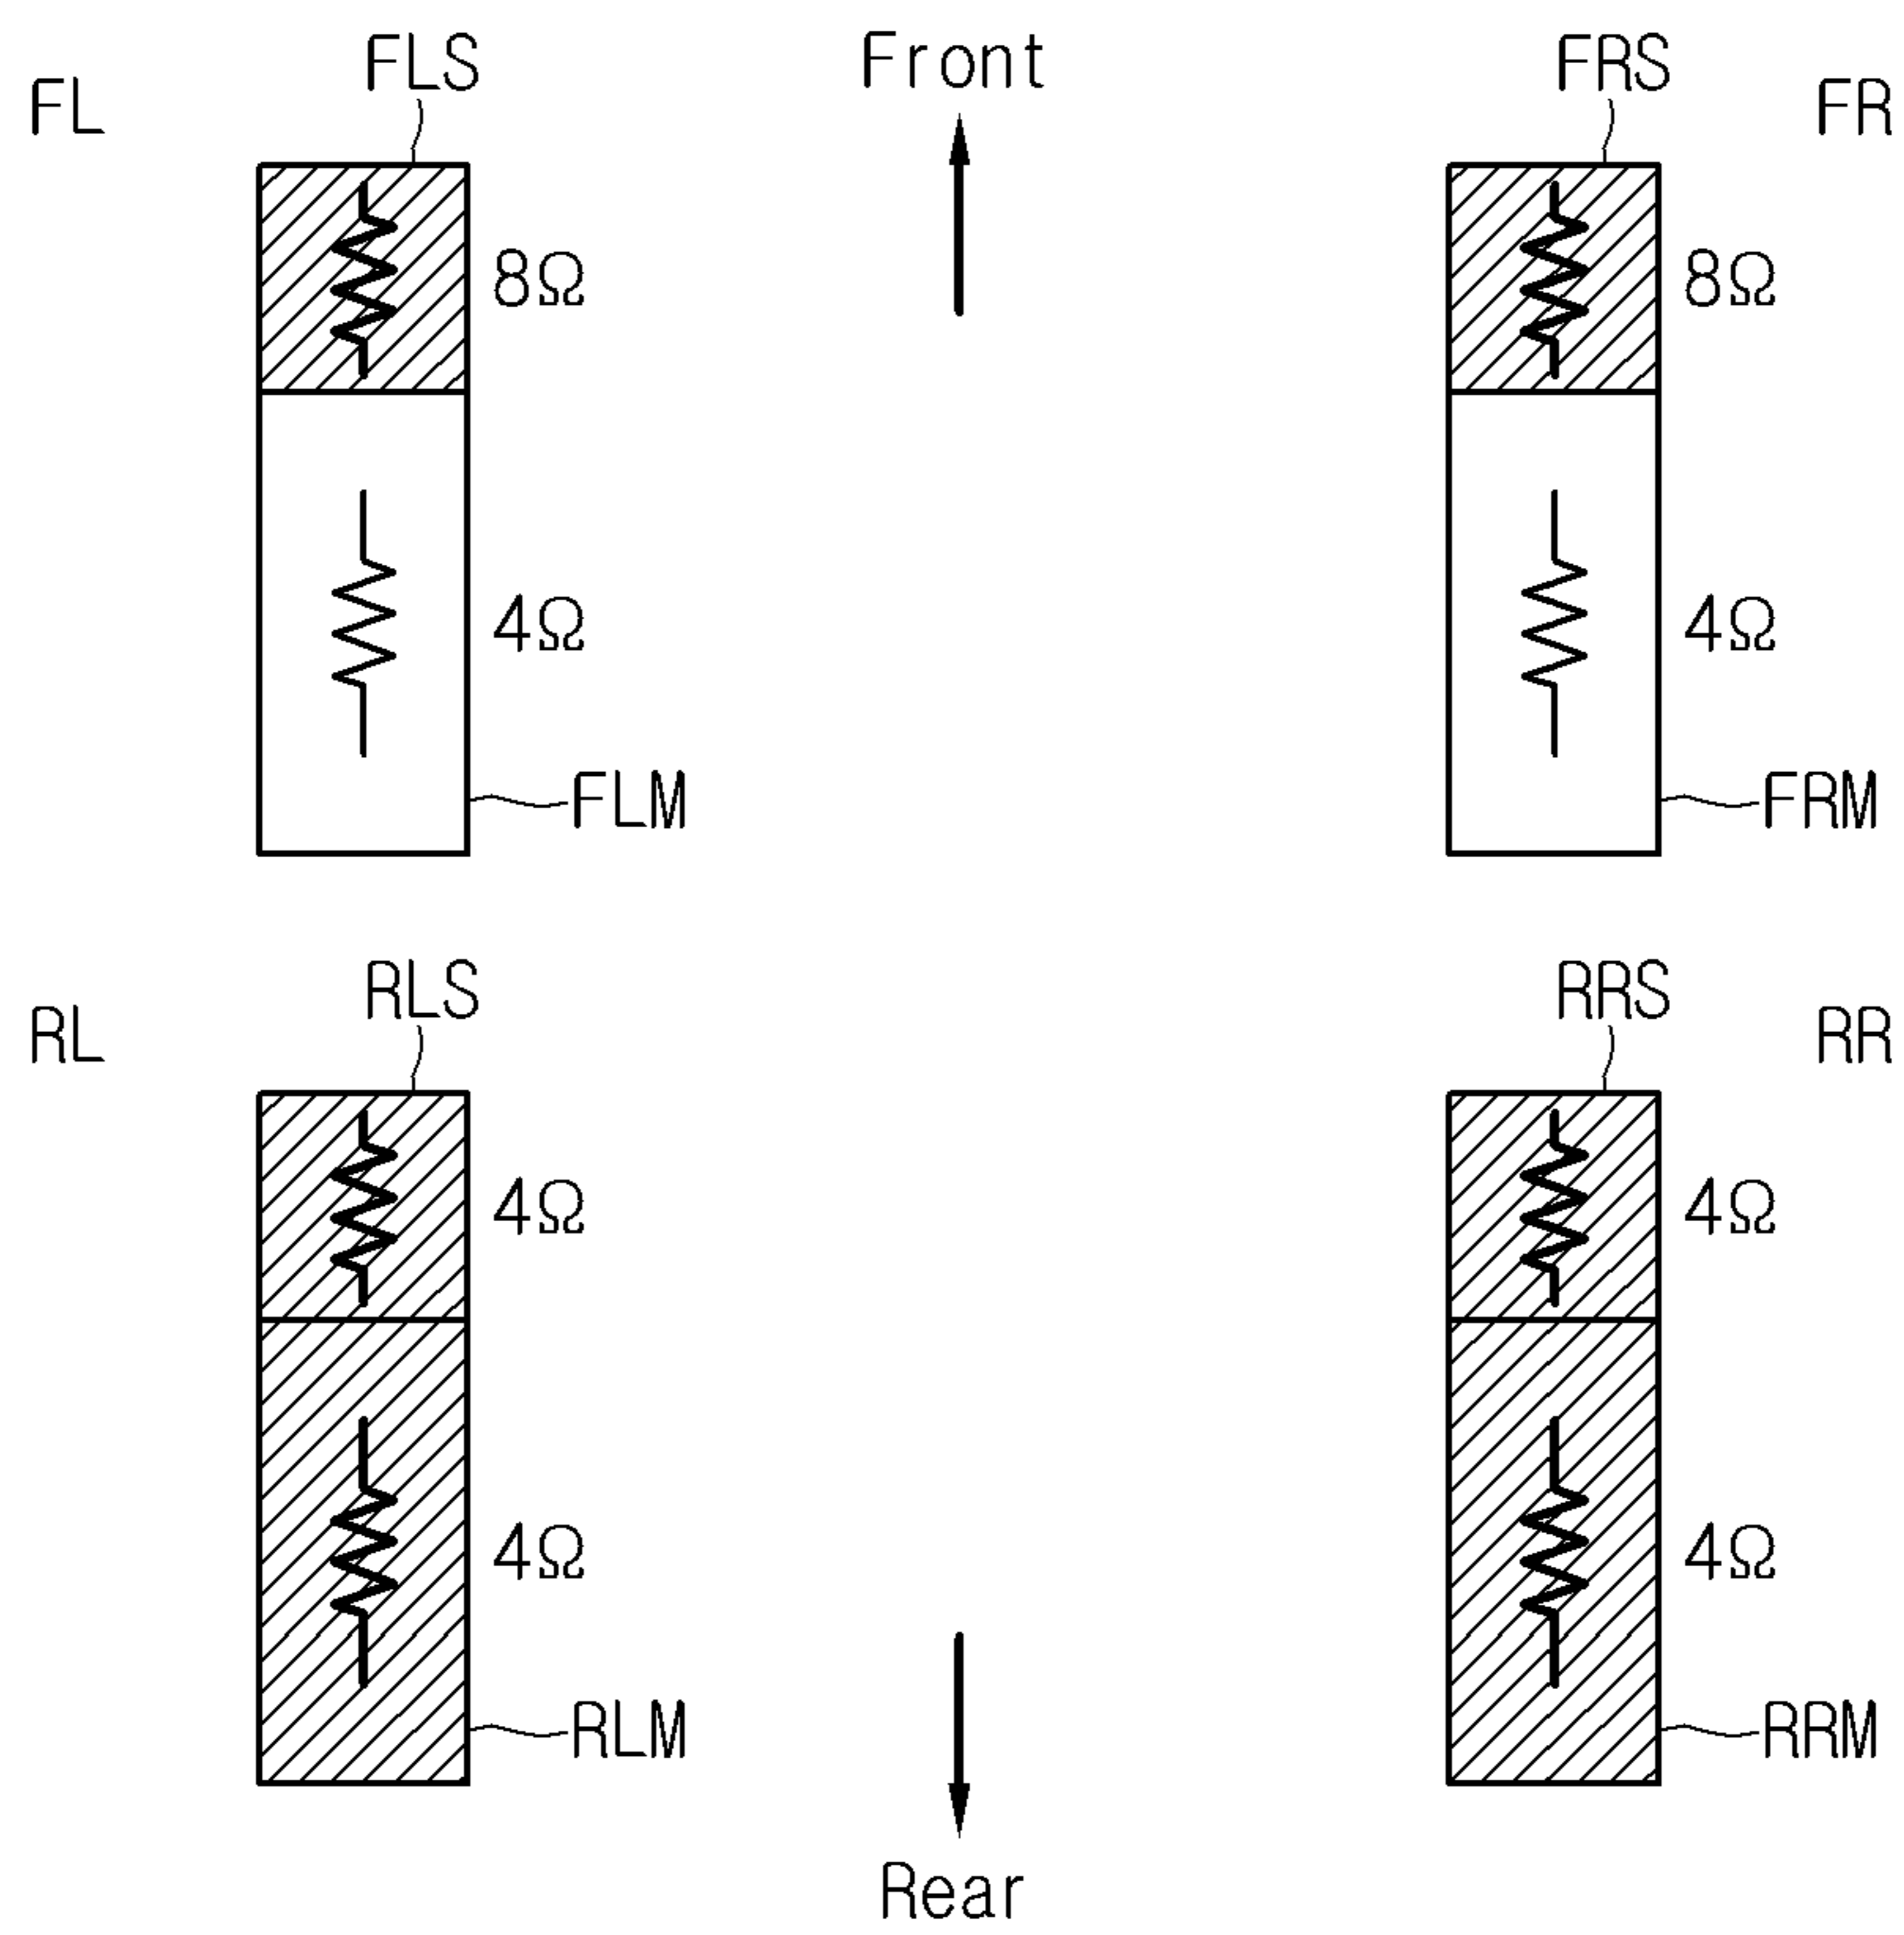 FL FLS Front FRS FR
8Ω 8Ω
4Ω 4Ω
FLM FRM
RL RLS RRS RR
4Ω 4Ω
4Ω 4Ω
RLM RRM
Rear